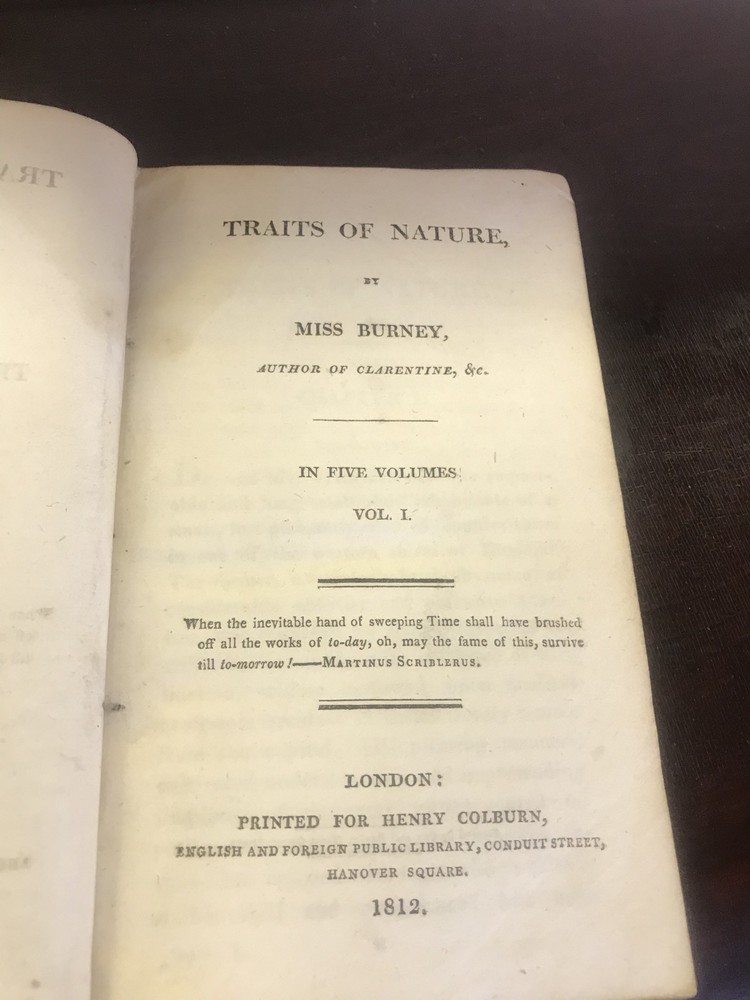 TRAITS OF NATURE,
BY
MISS BURNEY,
AUTHOR OF CLARENTINE, &c.
IN FIVE VOLUMES
VOL. I.
When the inevitable hand of sweeping Time shall have brushed
off all the works of to-day, oh, may the fame of this, survive
till to-morrow!—MARTINUS SCRIBLERUS.
LONDON:
PRINTED FOR HENRY COLBURN,
ENGLISH AND FOREIGN PUBLIC LIBRARY, CONDUIT STREET,
HANOVER SQUARE.
1812.